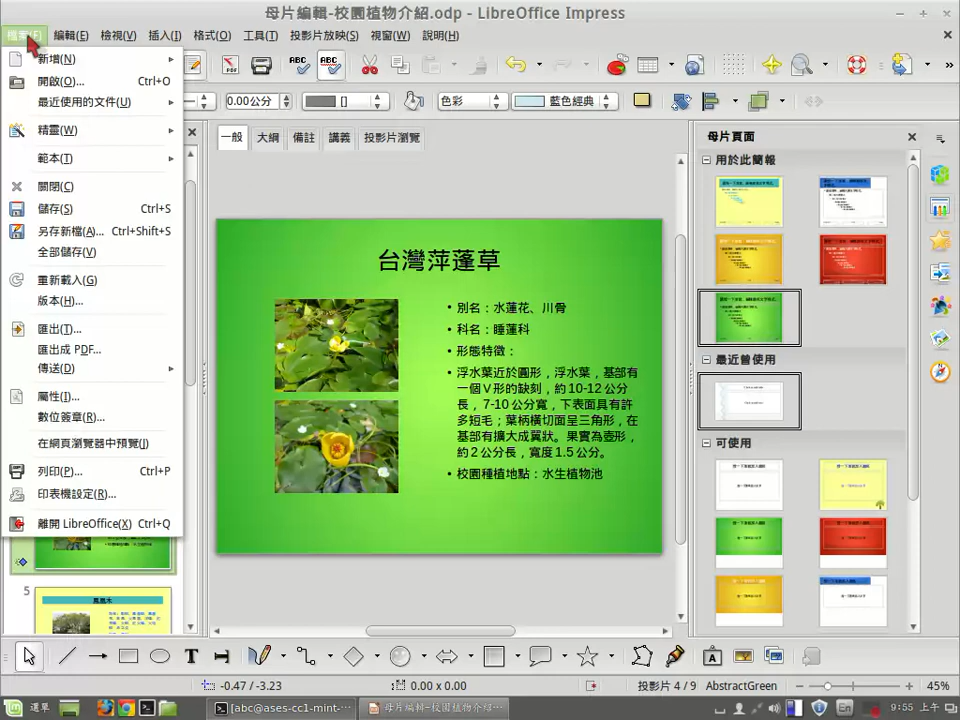 母片編輯-校園植物介紹.odp - LibreOffice Impress
檔案(F) 編輯(E) 檢視(V) 插入(I) 格式(O) 工具(T) 投影片放映(S) 視窗(W) 說明(H)
新增(N)
開啟(O)... Ctrl+O
最近使用的文件(U)
精靈(W)
範本(T)
關閉(C)
儲存(S) Ctrl+S
另存新檔(A)... Ctrl+Shift+S
全部儲存(V)
重新載入(G)
版本(H)...
匯出(T)...
匯出成 PDF...
傳送(D)
屬性(I)...
數位簽章(R)...
在網頁瀏覽器中預覽(J)
列印(P)... Ctrl+P
印表機設定(R)...
離開 LibreOffice(X) Ctrl+Q
0.00公分
[]
色彩
藍色經典
一般 大綱 備註 講義 投影片瀏覽
台灣萍蓬草
• 別名：水蓮花、川骨
• 科名：睡蓮科
• 形態特徵：
• 浮水葉近於圓形，浮水葉，基部有
一個Ｖ形的缺刻，約 10-12 公分
長，7-10 公分寬，下表面具有許
多短毛；葉柄橫切面呈三角形，在
基部有擴大成翼狀。果實為壺形，
約２公分長，寬度 1.5 公分。
• 校園種植地點：水生植物池
母片頁面
用於此簡報
最近曾使用
可使用
5
鳳凰木
-0.47 / -3.23
0.00 x 0.00
投影片 4 / 9
AbstractGreen
45%
選單
[abc@ases-cc1-mint-...
母片編輯-校園植物介紹...
En
9:55 上午